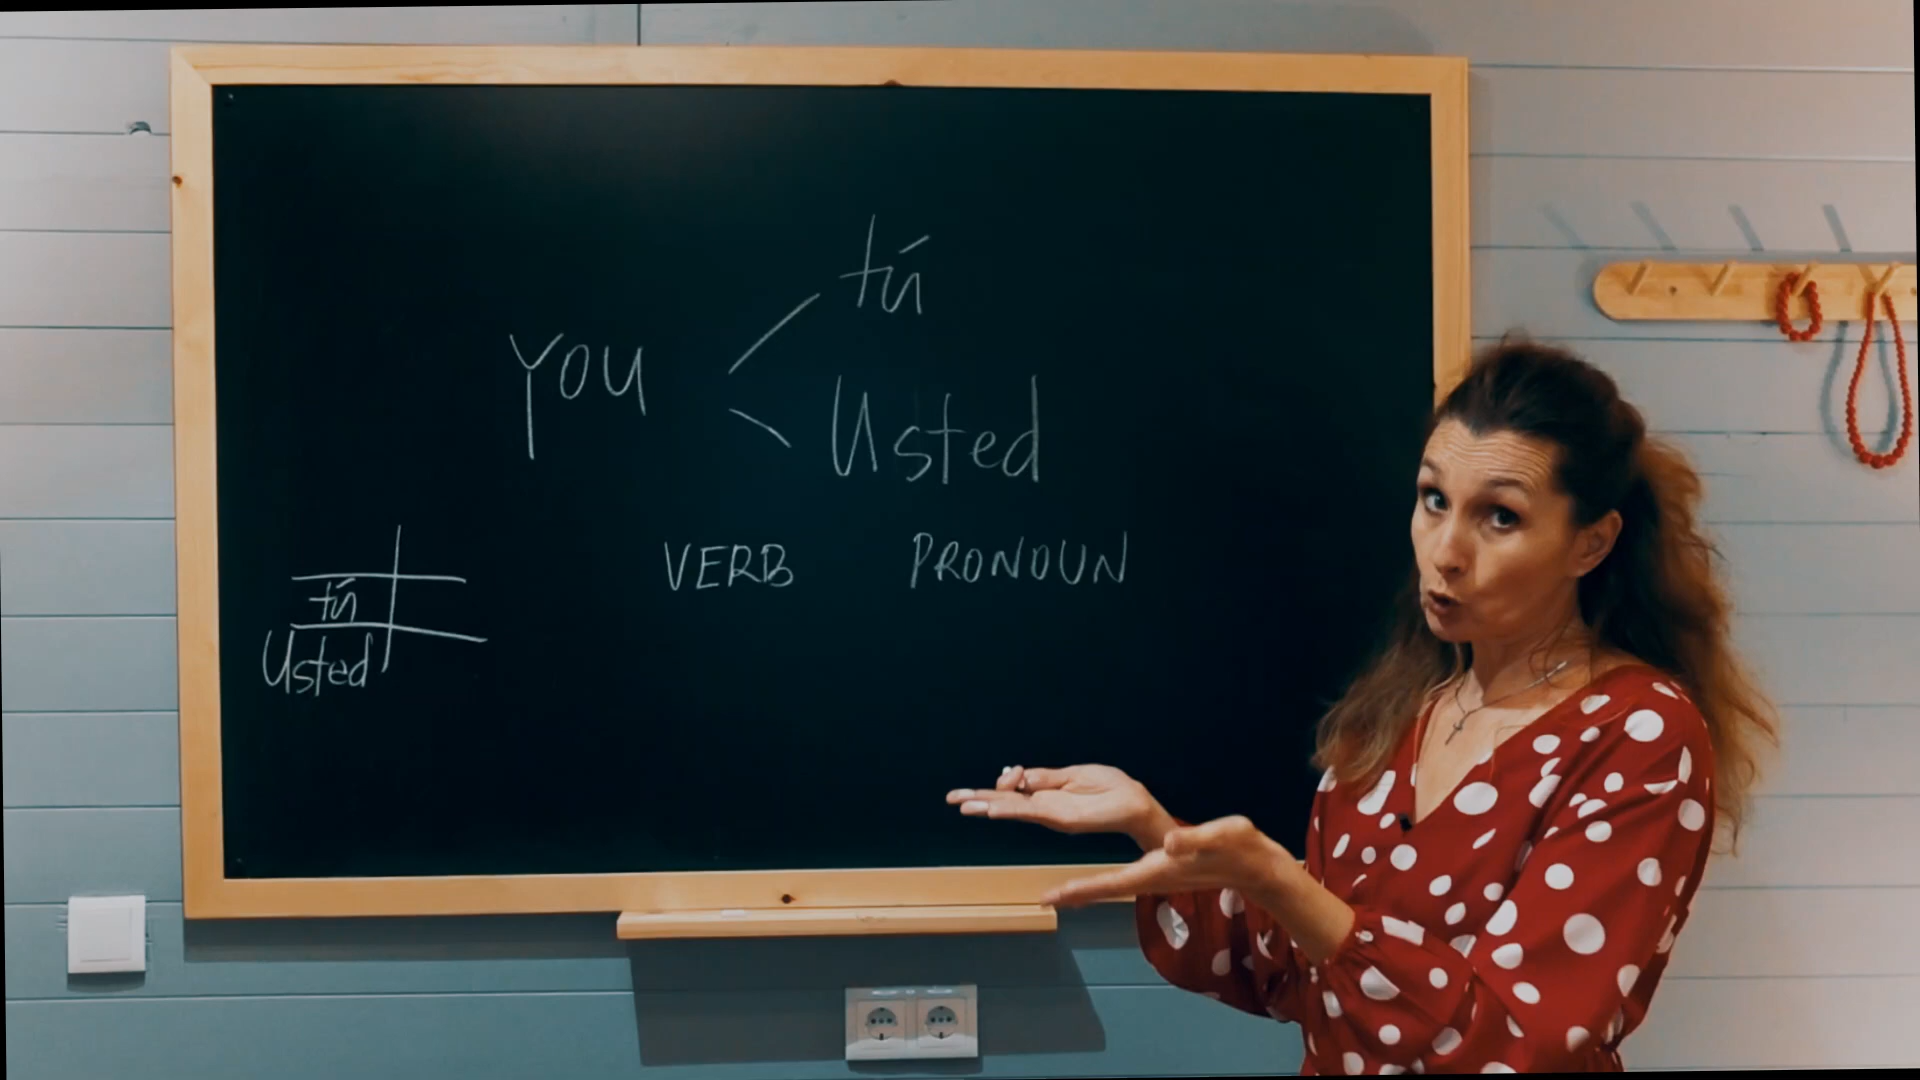 tú
you
Usted
VERB PRONOUN
tú
Usted